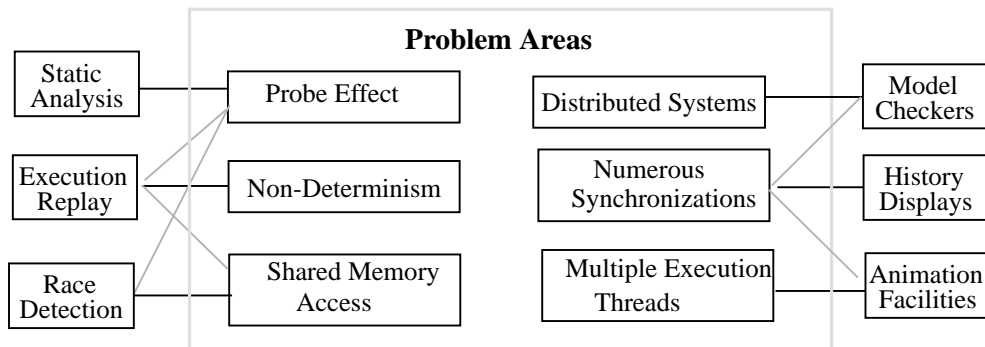 Problem Areas
Static
Analysis
Probe Effect
Distributed Systems
Model
Checkers
Execution
Replay
Non-Determinism
Numerous
Synchronizations
History
Displays
Race
Detection
Shared Memory
Access
Multiple Execution
Threads
Animation
Facilities